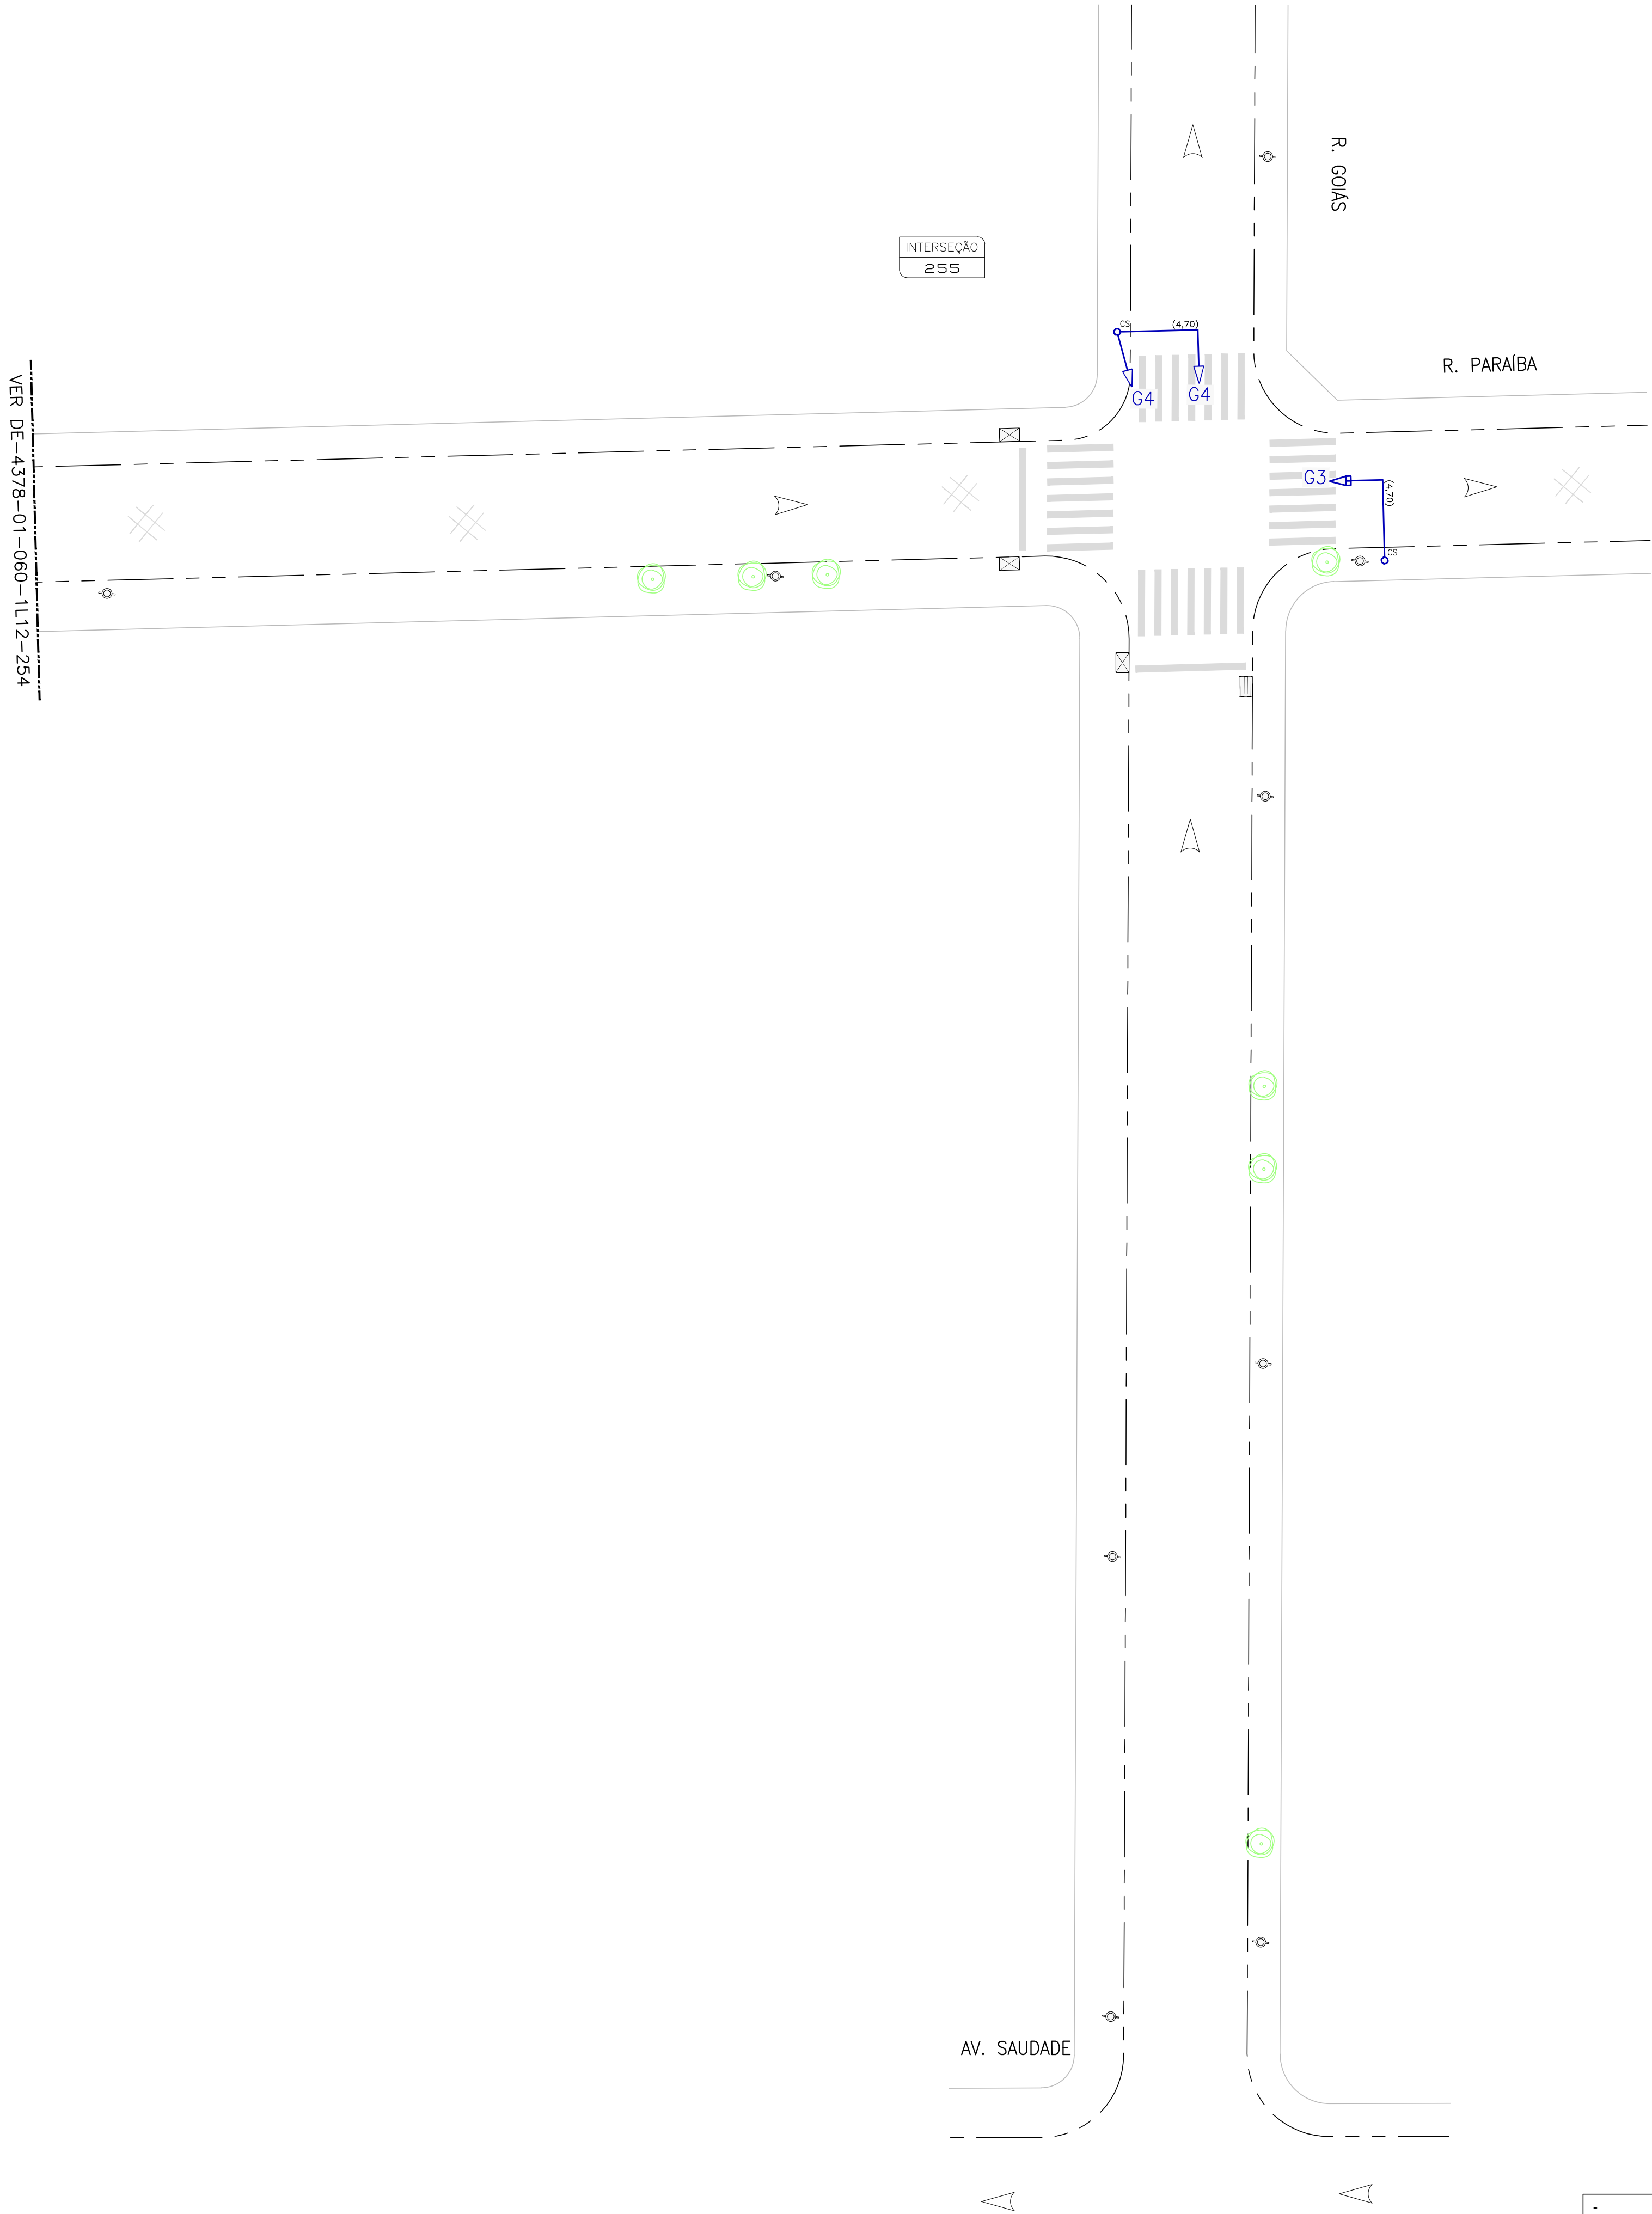 R. GOIÁS
INTERSEÇÃO
255
CS
(4,70)
G4
G4
R. PARAÍBA
VER DE-4378-01-060-1L12-254
G3
(4,70)
CS
AV. SAUDADE
-